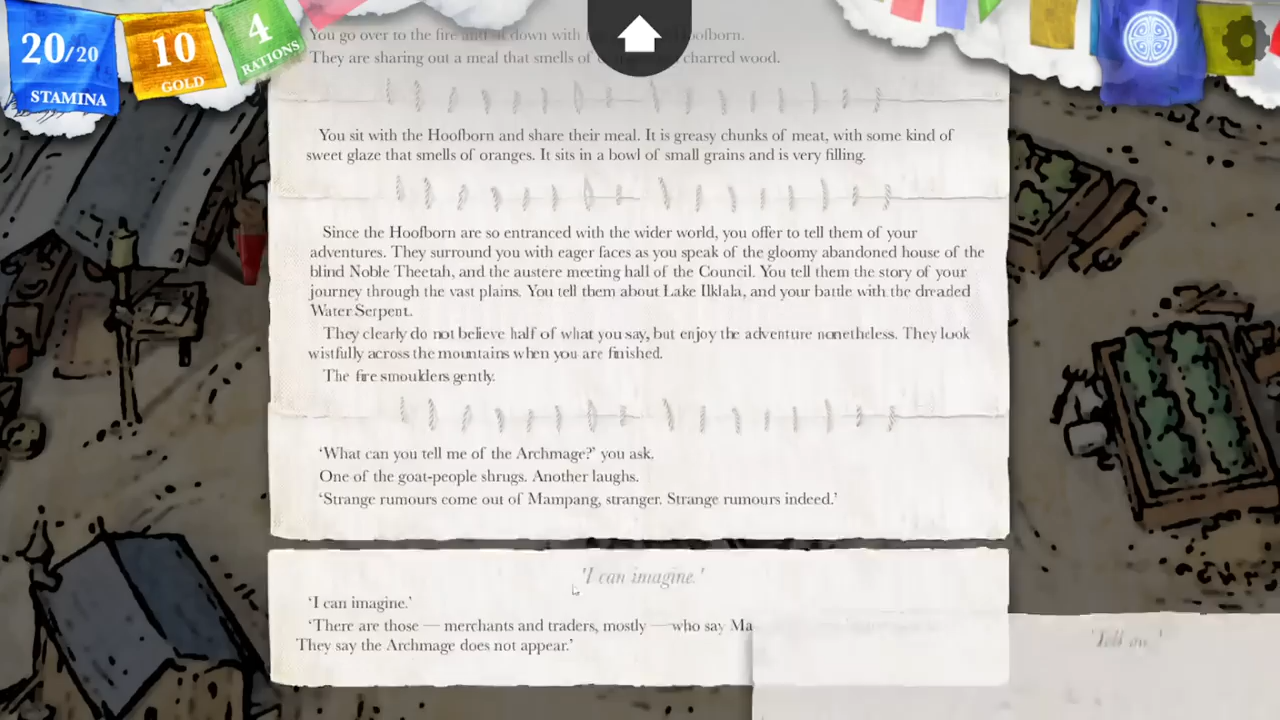 20/20
STAMINA
10
GOLD
4
RATIONS
You go over to the fire and sit down with
They are sharing out a meal that smells of charred wood.
You sit with the Hoofborn and share their meal. It is greasy chunks of meat, with some kind of
sweet glaze that smells of oranges. It sits in a bowl of small grains and is very filling.
Since the Hoofborn are so entranced with the wider world, you offer to tell them of your
adventures. They surround you with eager faces as you speak of the gloomy abandoned house of the
blind Noble Theetah, and the austere meeting hall of the Council. You tell them the story of your
journey through the vast plains. You tell them about Lake Ilklala, and your battle with the dreaded
Water Serpent.
They clearly do not believe half of what you say, but enjoy the adventure nonetheless. They look
wistfully across the mountains when you are finished.
The fire smoulders gently.
‘What can you tell me of the Archmage?’ you ask.
One of the goat-people shrugs. Another laughs.
‘Strange rumours come out of Mampang, stranger. Strange rumours indeed.’
'I can imagine.'
‘I can imagine.’
‘There are those — merchants and traders, mostly — who say Ma
They say the Archmage does not appear.’